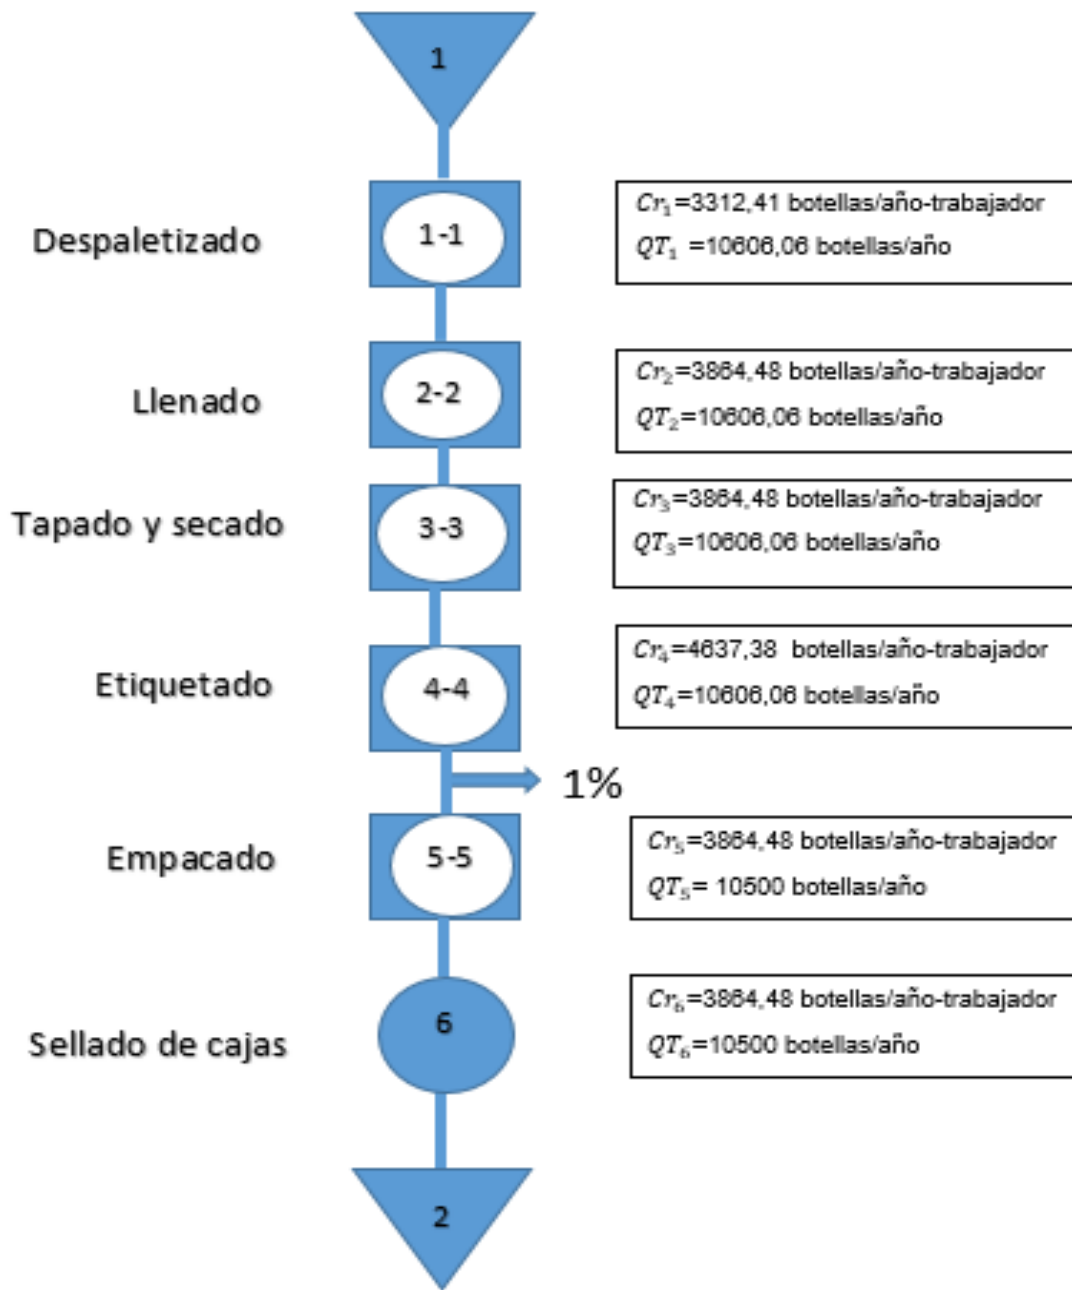 1
Despaletizado
1-1
Cr₁=3312,41 botellas/año-trabajador
QT₁ =10606,06 botellas/año
Llenado
2-2
Cr₂=3864,48 botellas/año-trabajador
QT₂=10606,06 botellas/año
Tapado y secado
3-3
Cr₃=3864,48 botellas/año-trabajador
QT₃=10606,06 botellas/año
Etiquetado
4-4
Cr₄=4637,38 botellas/año-trabajador
QT₄=10606,06 botellas/año
1%
Empacado
5-5
Cr₅=3864,48 botellas/año-trabajador
QT₅= 10500 botellas/año
Sellado de cajas
6
Cr₆=3864,48 botellas/año-trabajador
QT₆=10500 botellas/año
2